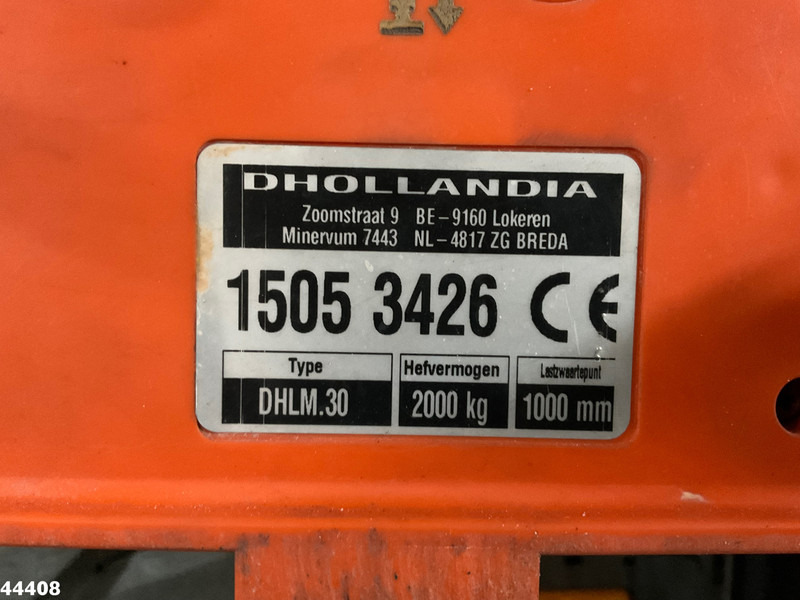 DHOLLANDIA
Zoomstraat 9 BE-9160 Lokeren
Minervum 7443 NL-4817 ZG BREDA
1505 3426 CE
Type Hefvermogen Lastzwaartepunt
DHLM.30 2000 kg 1000 mm
44408